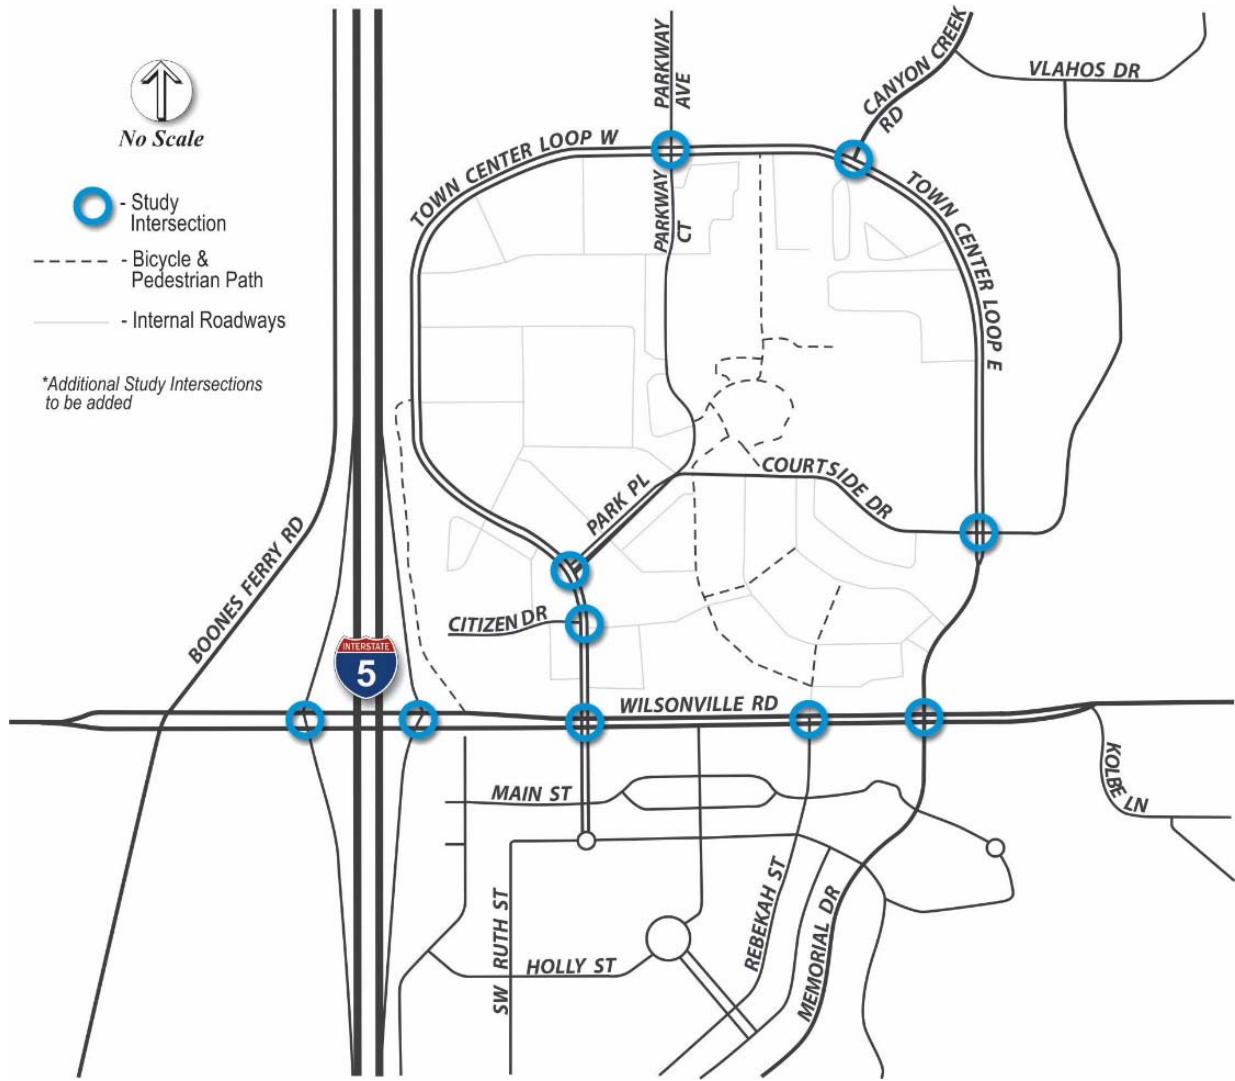 PARKWAY
AVE
CANYON CREEK
RD
VLAHOS DR
No Scale
TOWN CENTER LOOP W
- Study
Intersection
PARKWAY
CT
TOWN CENTER LOOP E
- Bicycle &
Pedestrian Path
- Internal Roadways
*Additional Study Intersections
to be added
COURTSIDE DR
PARK PL
BOONES FERRY RD
CITIZEN DR
INTERSTATE
5
WILSONVILLE RD
KOLBE LN
MAIN ST
REBEKAH ST
MEMORIAL DR
SW RUTH ST
HOLLY ST